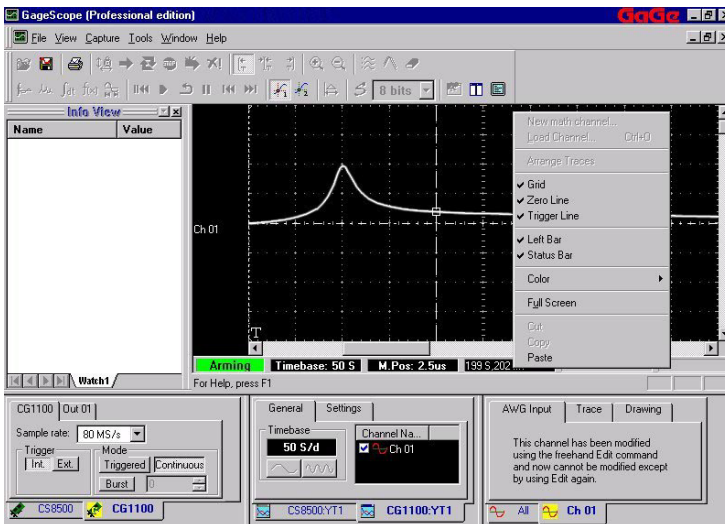 GageScope (Professional edition)
GaGe
File View Capture Tools Window Help
8 bits
Info View
Name Value
Watch1
Ch 01
T
New math channel...
Load Channel... Ctrl+O
Arrange Traces
Grid
Zero Line
Trigger Line
Left Bar
Status Bar
Color
Full Screen
Cut
Copy
Paste
Arming Timebase: 50 S M.Pos: 2.5us 199 S,202
For Help, press F1
CG1100 Out 01
Sample rate: 80 MS/s
Trigger
Int. Ext.
Mode
Triggered Continuous
Burst 0
CS8500 CG1100
General Settings
Timebase
50 S/d
Channel Na...
Ch 01
CS8500:YT1 CG1100:YT1
AWG Input Trace Drawing
This channel has been modified
using the freehand Edit command
and now cannot be modified except
by using Edit again.
All Ch 01